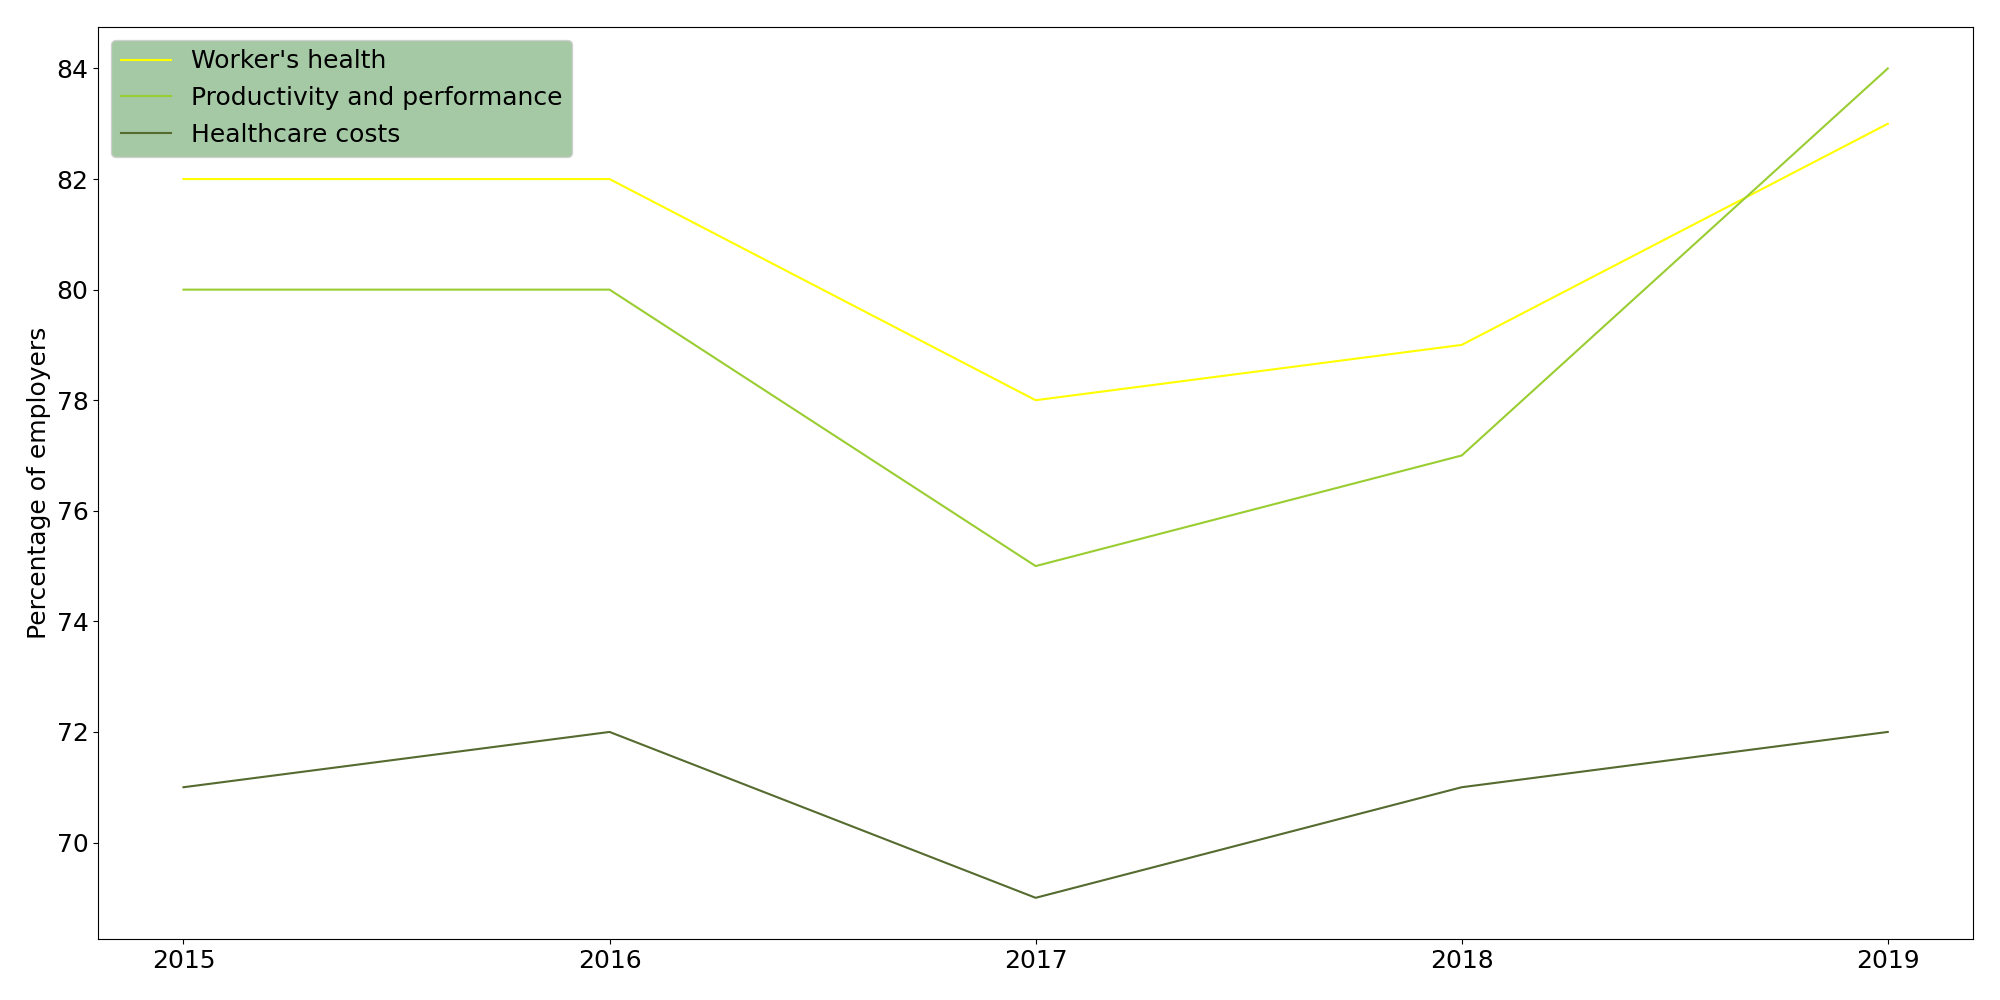 Worker's health
Productivity and performance
Healthcare costs
Percentage of employers
84
82
80
78
76
74
72
70
2015 2016 2017 2018 2019